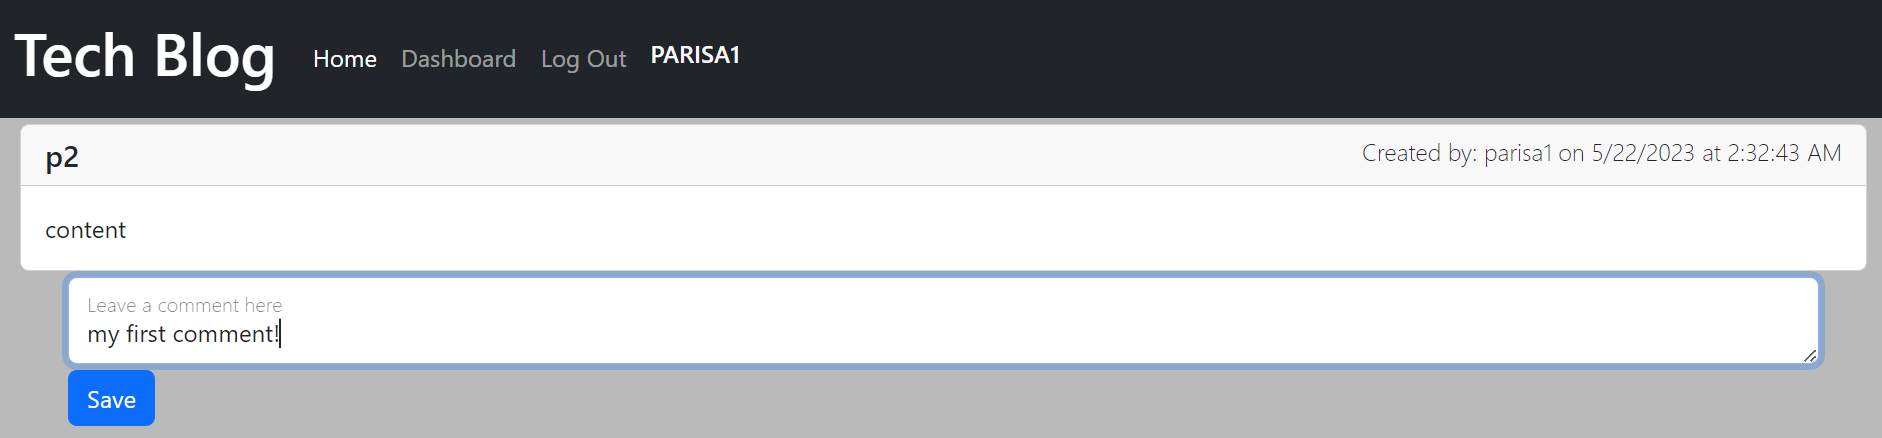 Tech Blog Home Dashboard Log Out PARISA1
p2 Created by: parisa1 on 5/22/2023 at 2:32:43 AM
content
Leave a comment here
my first comment!
Save